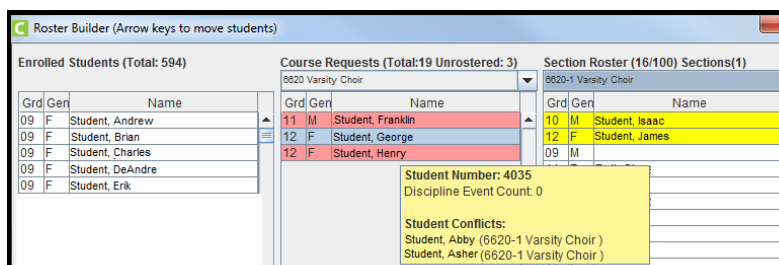 C Roster Builder (Arrow keys to move students)
Enrolled Students (Total: 594)
Course Requests (Total:19 Unrostered: 3)
Section Roster (16/100) Sections(1)
6620 Varsity Choir
6620-1 Varsity Choir
Grd Gen Name
09 F Student, Andrew
09 F Student, Brian
09 F Student, Charles
09 F Student, DeAndre
09 F Student, Erik
Grd Gen Name
11 M Student, Franklin
12 F Student, George
12 F Student, Henry
Grd Gen Name
10 M Student, Isaac
12 F Student, James
09 M
Student Number: 4035
Discipline Event Count: 0
Student Conflicts:
Student, Abby (6620-1 Varsity Choir )
Student, Asher (6620-1 Varsity Choir )